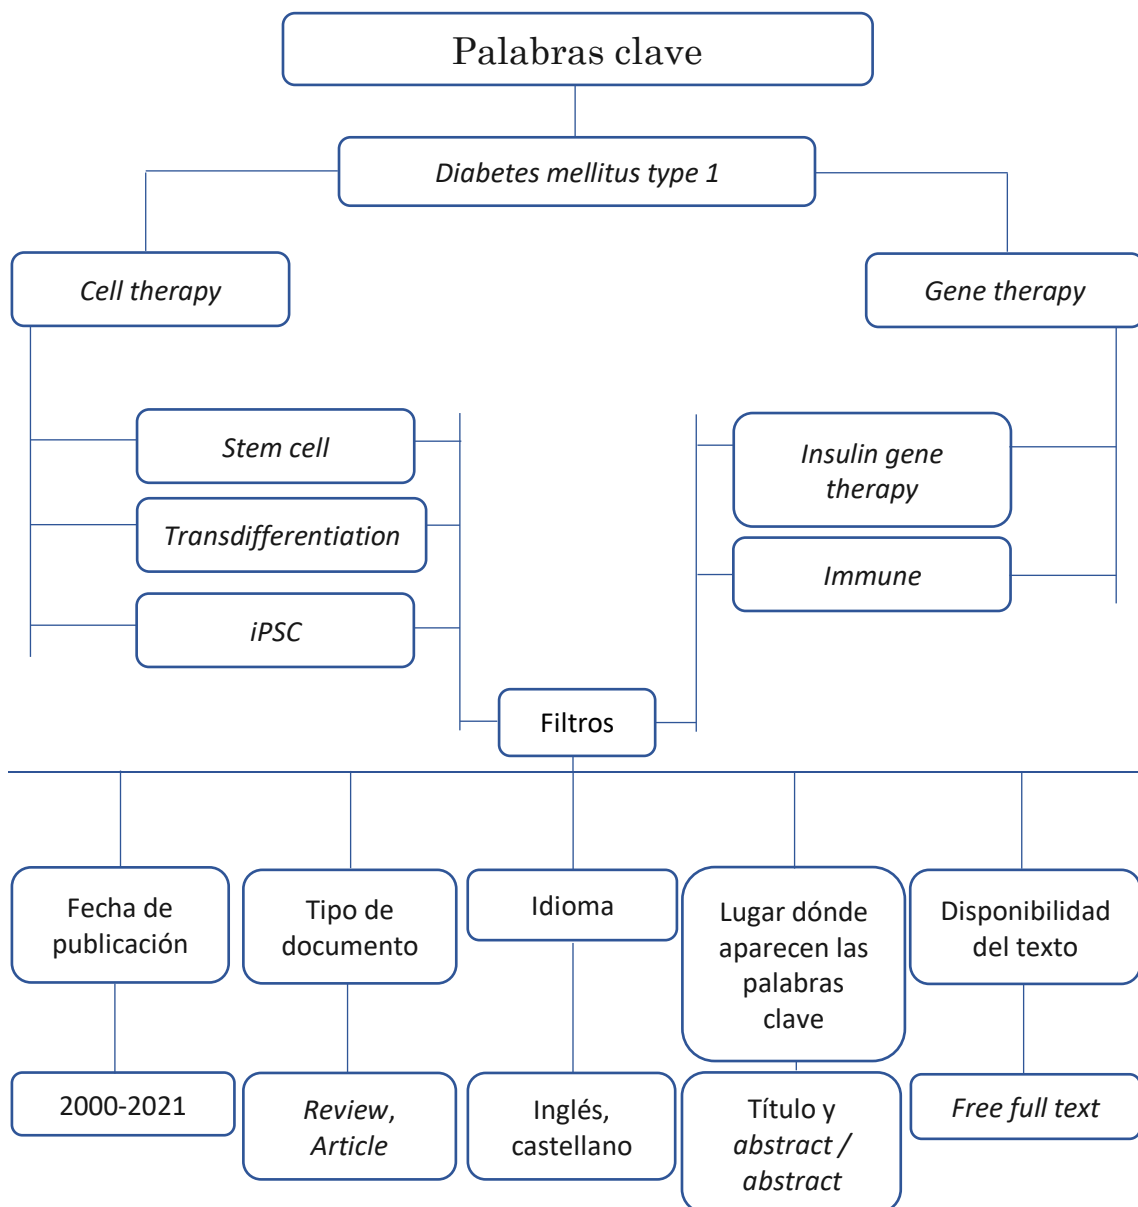 Palabras clave
Diabetes mellitus type 1
Cell therapy
Gene therapy
Stem cell
Transdifferentiation
iPSC
Insulin gene
therapy
Immune
Filtros
Fecha de
publicación
Tipo de
documento
Idioma
Lugar dónde
aparecen las
palabras
clave
Disponibilidad
del texto
2000-2021
Review,
Article
Inglés,
castellano
Título y
abstract /
abstract
Free full text